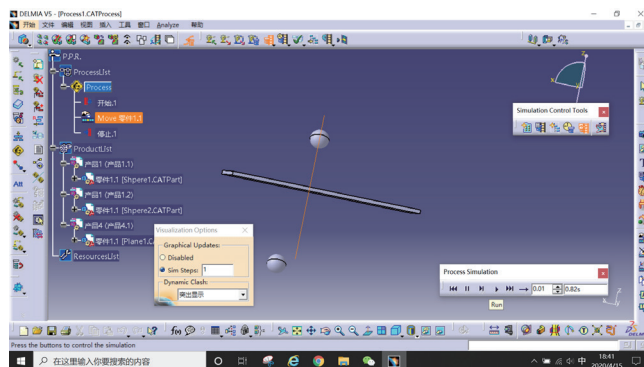 DELMIA V5 - [Process1.CATProcess]
开始 文件 编辑 视图 插入 工具 窗口 Analyze 帮助
P.P.R.
ProcessList
Process
开始.1
Move 零件1.1
停止.1
ProductList
产品1 (产品1.1)
零件1.1 [Shpere1.CATPart]
产品1 (产品1.2)
零件1.1 [Shpere2.CATPart]
产品4 (产品4.1)
零件1.1 [Plane1.C
ResourcesList
Att
Simulation Control Tools
Visualization Options
Graphical Updates:
Disabled
Sim Steps: 1
Dynamic Clash:
突出显示
Process Simulation
0.01 0.82s
Run
Press the buttons to control the simulation
在这里输入你要搜索的内容
中
18:41
2020/4/15